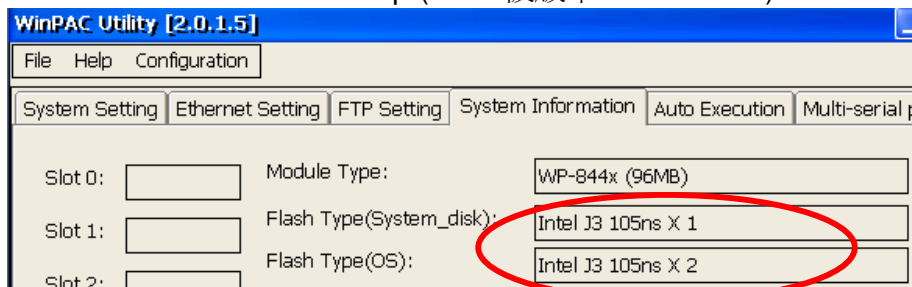 WinPAC Utility [2.0.1.5]
File Help Configuration
System Setting Ethernet Setting FTP Setting System Information Auto Execution Multi-serial
Slot 0:
Module Type:
WP-844x (96MB)
Slot 1:
Flash Type(System_disk):
Intel J3 105ns X 1
Slot 2:
Flash Type(OS):
Intel J3 105ns X 2